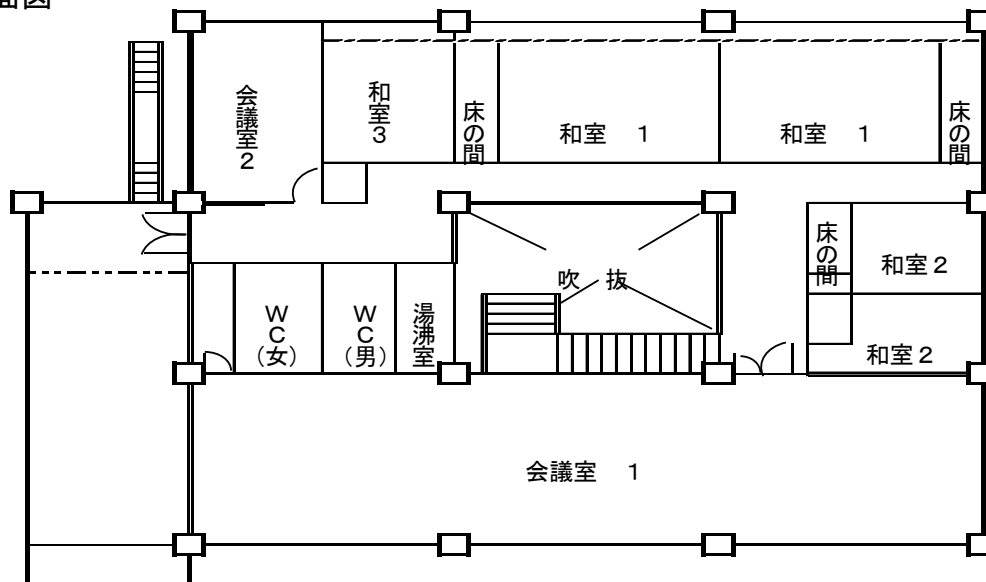 面図
会議室2
和室3
床の間
和室　1
和室　1
床の間
床の間
和室2
吹　抜
WC(女)
WC(男)
湯沸室
和室2
会議室　1